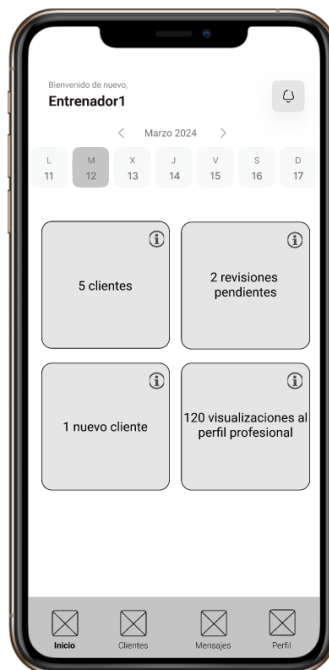 Bienvenido de nuevo,
Entrenador1
< Marzo 2024 >
L M X J V S D
11 12 13 14 15 16 17
5 clientes
2 revisiones
pendientes
1 nuevo cliente
120 visualizaciones al
perfil profesional
Inicio Clientes Mensajes Perfil